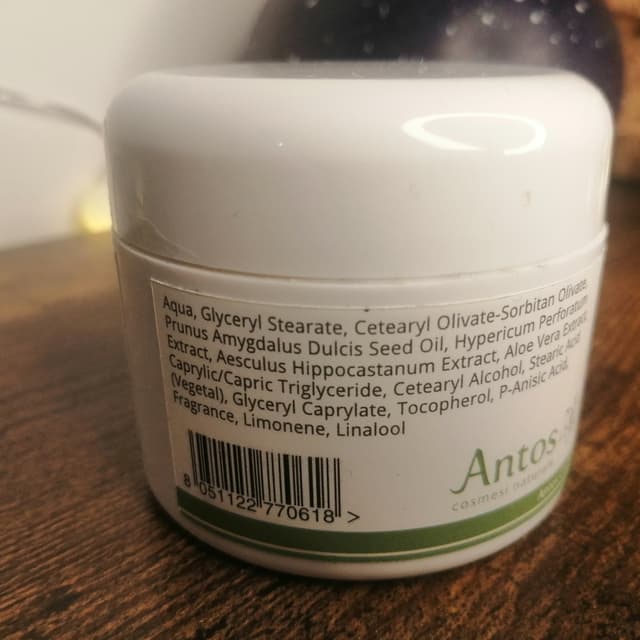 Aqua, Glyceryl Stearate, Cetearyl Olivate-Sorbitan Olivate,
Prunus Amygdalus Dulcis Seed Oil, Hypericum Perforatum
Extract, Aesculus Hippocastanum Extract, Aloe Vera Extract,
Caprylic/Capric Triglyceride, Cetearyl Alcohol, Stearic Acid
(Vegetal), Glyceryl Caprylate, Tocopherol, P-Anisic Acid,
Fragrance, Limonene, Linalool
Antos
cosmesi naturale
8 051122 770618 >